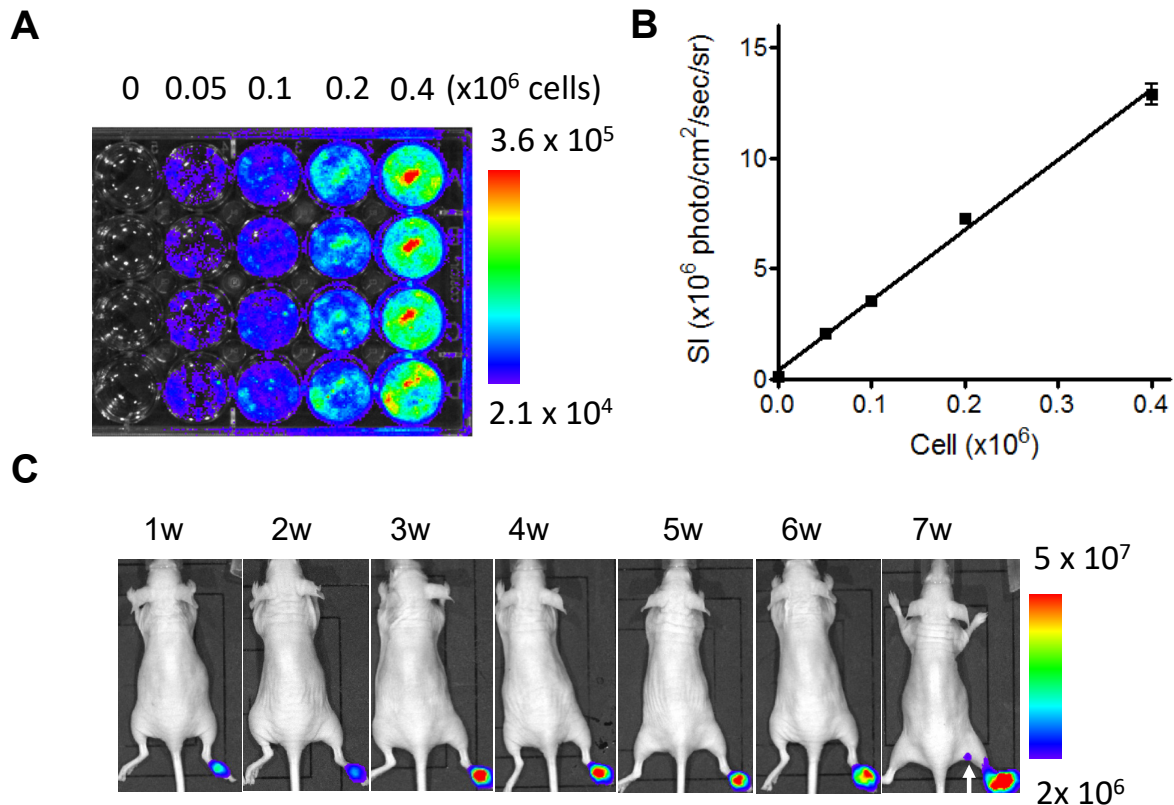 A
0 0.05 0.1 0.2 0.4 (x10⁶ cells)
3.6 x 10⁵
2.1 x 10⁴
B
SI (x10⁶ photo/cm²/sec/sr)
15
10
5
0
0.0 0.1 0.2 0.3 0.4
Cell (x10⁶)
C
1w 2w 3w 4w 5w 6w 7w
5 x 10⁷
2x 10⁶